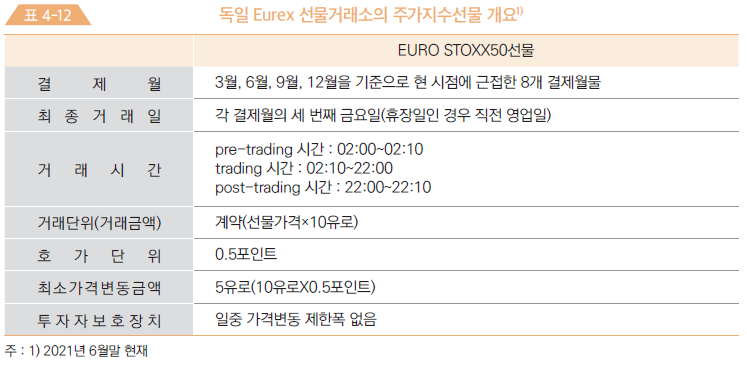 표 4-12 독일 Eurex 선물거래소의 주가지수선물 개요1)
EURO STOXX50선물
결 제 월 3월, 6월, 9월, 12월을 기준으로 현 시점에 근접한 8개 결제월물
최 종 거 래 일 각 결제월의 세 번째 금요일(휴장일인 경우 직전 영업일)
거 래 시 간 pre-trading 시간 : 02:00~02:10
trading 시간 : 02:10~22:00
post-trading 시간 : 22:00~22:10
거래단위(거래금액) 계약(선물가격×10유로)
호 가 단 위 0.5포인트
최소가격변동금액 5유로(10유로X0.5포인트)
투 자 자 보 호 장 치 일중 가격변동 제한폭 없음
주 : 1) 2021년 6월말 현재